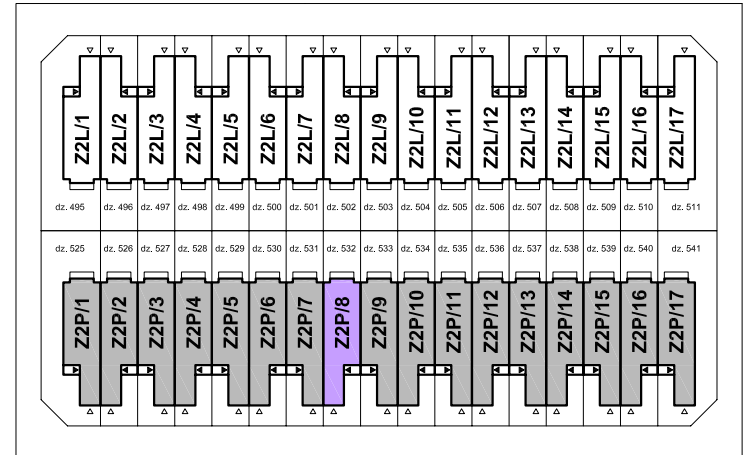 Z2L/1 Z2L/2 Z2L/3 Z2L/4 Z2L/5 Z2L/6 Z2L/7 Z2L/8 Z2L/9 Z2L/10 Z2L/11 Z2L/12 Z2L/13 Z2L/14 Z2L/15 Z2L/16 Z2L/17
dz. 495 dz. 496 dz. 497 dz. 498 dz. 499 dz. 500 dz. 501 dz. 502 dz. 503 dz. 504 dz. 505 dz. 506 dz. 507 dz. 508 dz. 509 dz. 510 dz. 511
dz. 525 dz. 526 dz. 527 dz. 528 dz. 529 dz. 530 dz. 531 dz. 532 dz. 533 dz. 534 dz. 535 dz. 536 dz. 537 dz. 538 dz. 539 dz. 540 dz. 541
Z2P/1 Z2P/2 Z2P/3 Z2P/4 Z2P/5 Z2P/6 Z2P/7 Z2P/8 Z2P/9 Z2P/10 Z2P/11 Z2P/12 Z2P/13 Z2P/14 Z2P/15 Z2P/16 Z2P/17